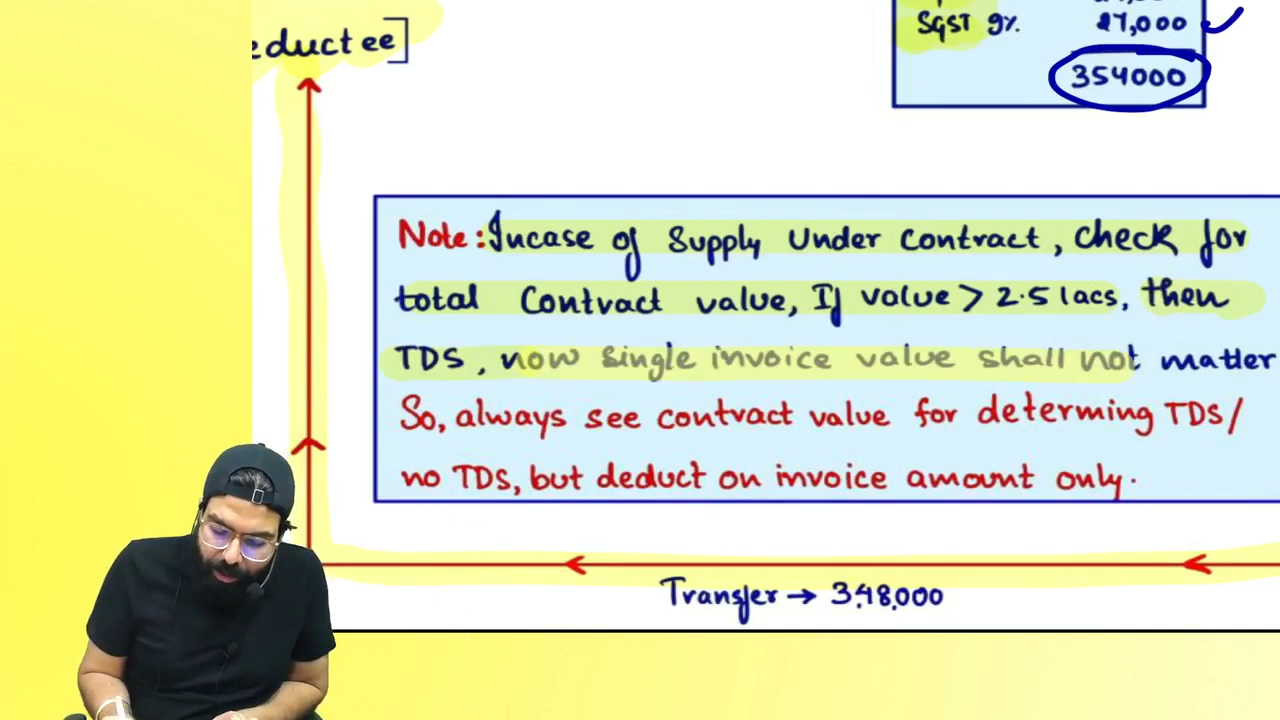 eductee]
SGST 9% 27,000
354000
Note: Incase of Supply Under Contract, Check for
total Contract value, If value > 2.5 lacs, then
TDS, now single invoice value shall not matter
So, always see contract value for determing TDS/
no TDS, but deduct on invoice amount only.
Transfer → 3,48,000